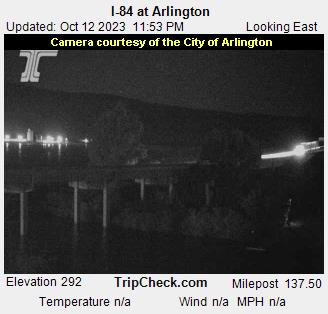 I-84 at Arlington
Updated: Oct 12 2023 11:53 PM Looking East
Camera courtesy of the City of Arlington
Elevation 292 TripCheck.com Milepost 137.50
Temperature n/a Wind n/a MPH n/a